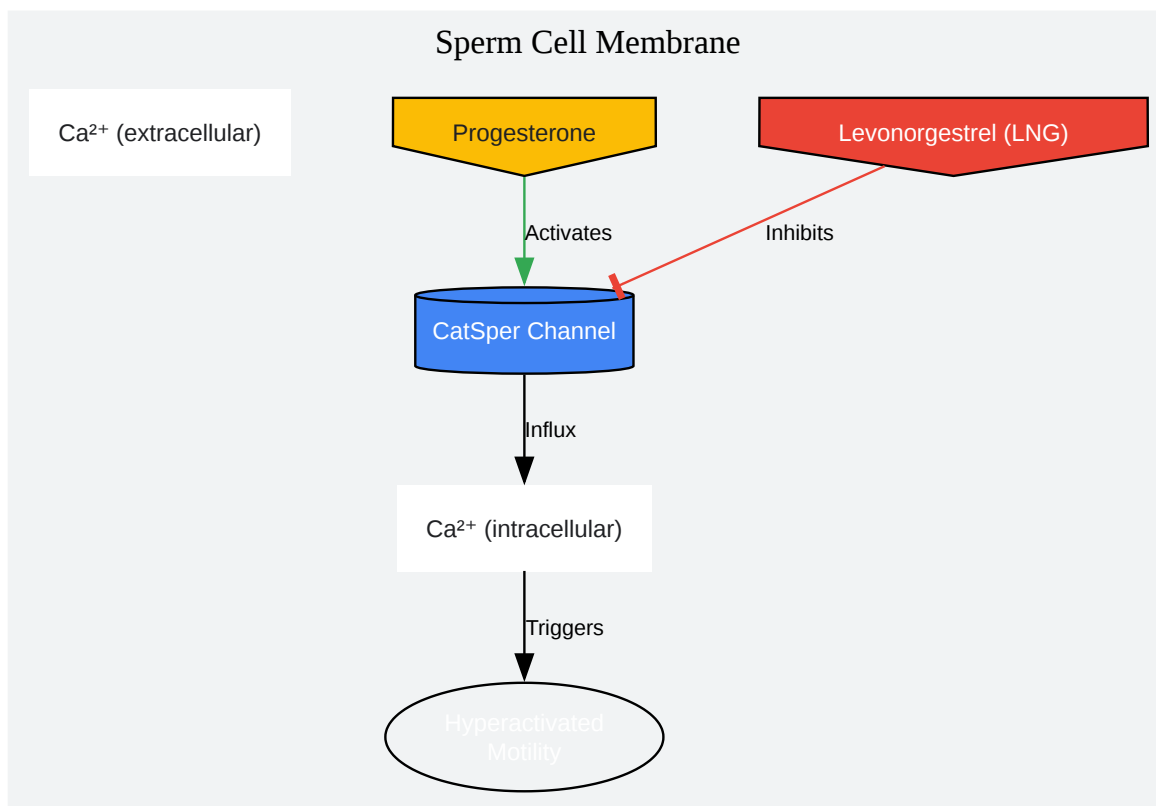 Sperm Cell Membrane
Ca²⁺ (extracellular)
Progesterone
Levonorgestrel (LNG)
Activates
Inhibits
CatSper Channel
Influx
Ca²⁺ (intracellular)
Triggers
Hyperactivated
Motility